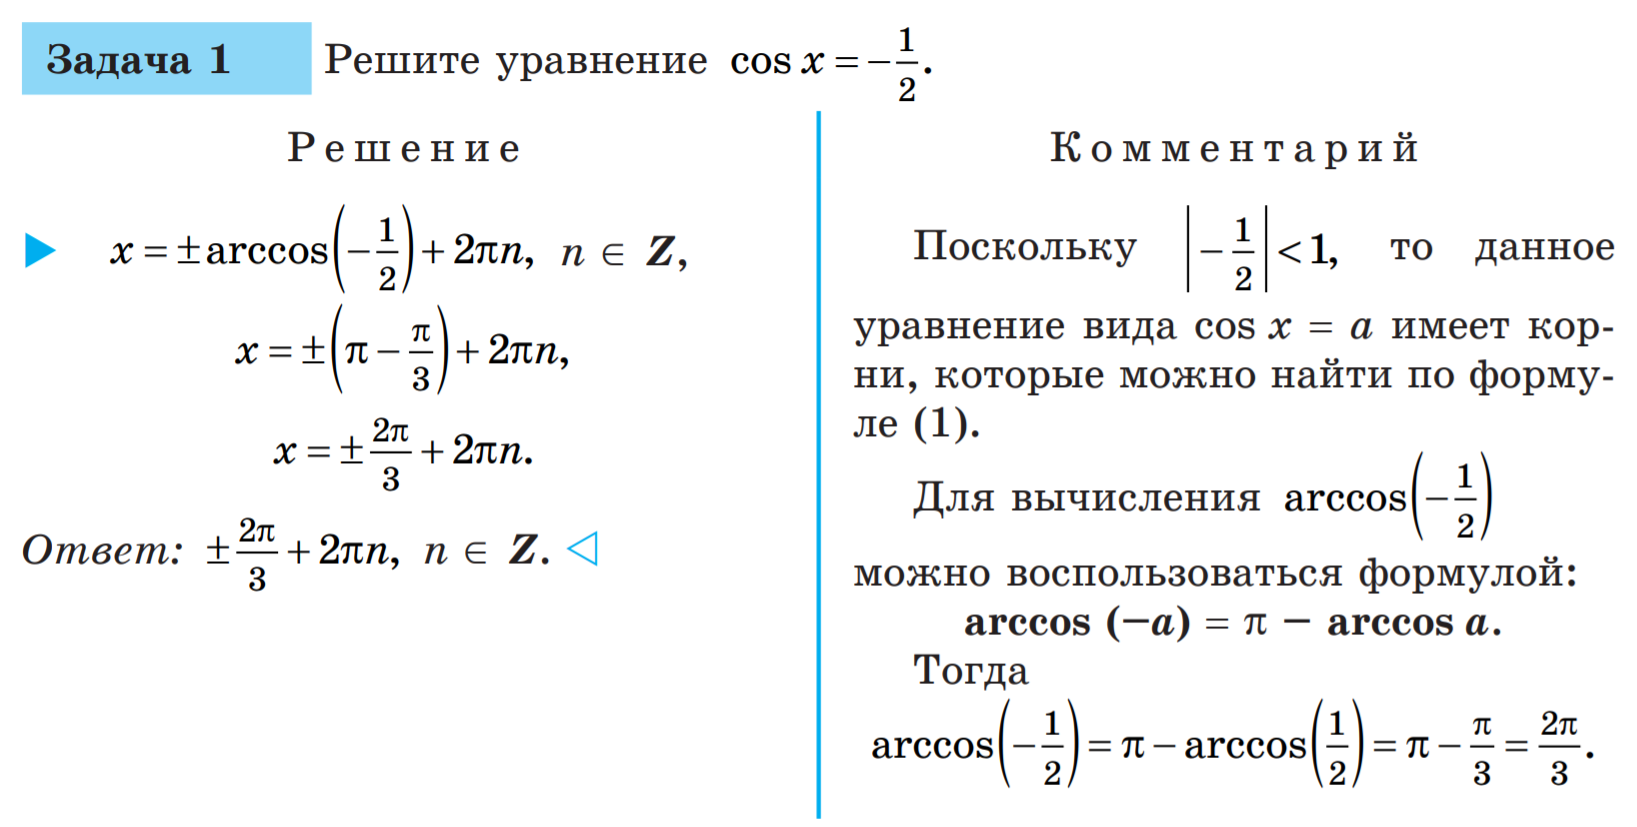 Задача 1 Решите уравнение cos x = −1/2.
Решение
x = ±arccos(−1/2) + 2πn, n ∈ Z,
x = ±(π − π/3) + 2πn,
x = ±2π/3 + 2πn.
Ответ: ±2π/3 + 2πn, n ∈ Z.
Комментарий
Поскольку |−1/2| < 1, то данное
уравнение вида cos x = a имеет кор-
ни, которые можно найти по форму-
ле (1).
Для вычисления arccos(−1/2)
можно воспользоваться формулой:
arccos (−a) = π − arccos a.
Тогда
arccos(−1/2) = π − arccos(1/2) = π − π/3 = 2π/3.